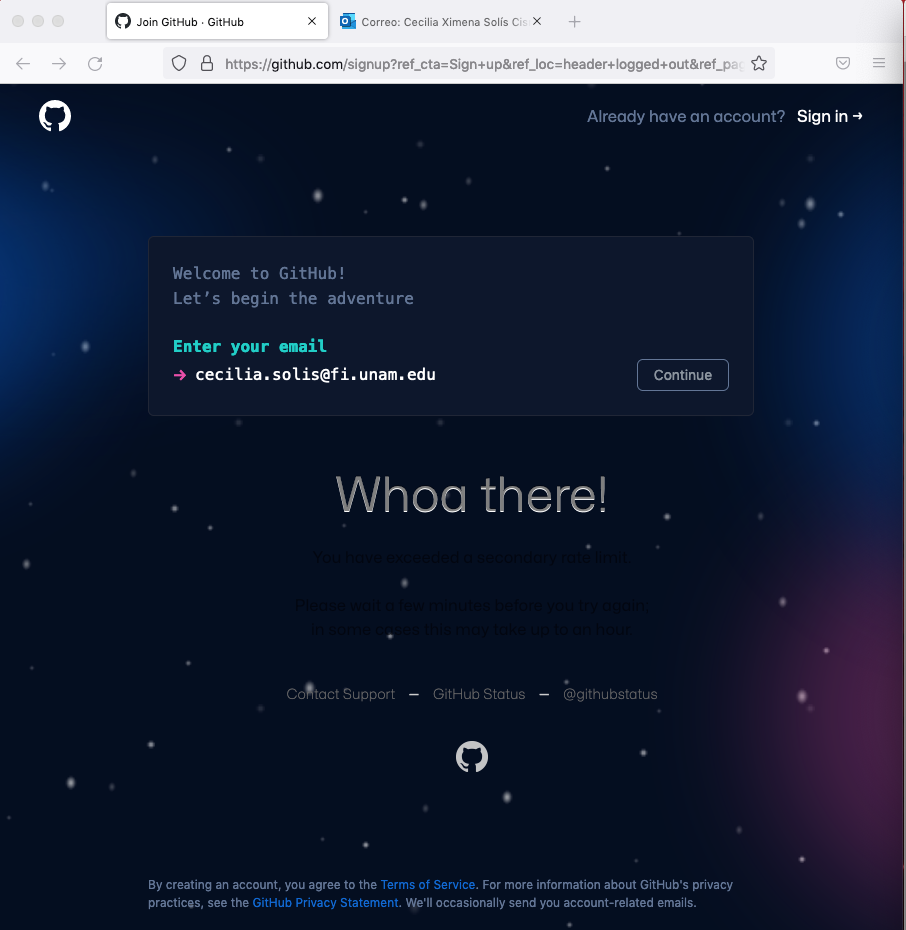 Join GitHub · GitHub
Correo: Cecilia Ximena Solís Cis
https://github.com/signup?ref_cta=Sign+up&ref_loc=header+logged+out&ref_pag
Already have an account? Sign in →
Welcome to GitHub!
Let’s begin the adventure
Enter your email
→ cecilia.solis@fi.unam.edu
Continue
Whoa there!
You have exceeded a secondary rate limit.
Please wait a few minutes before you try again;
in some cases this may take up to an hour.
Contact Support — GitHub Status — @githubstatus
By creating an account, you agree to the Terms of Service. For more information about GitHub's privacy
practices, see the GitHub Privacy Statement. We'll occasionally send you account-related emails.